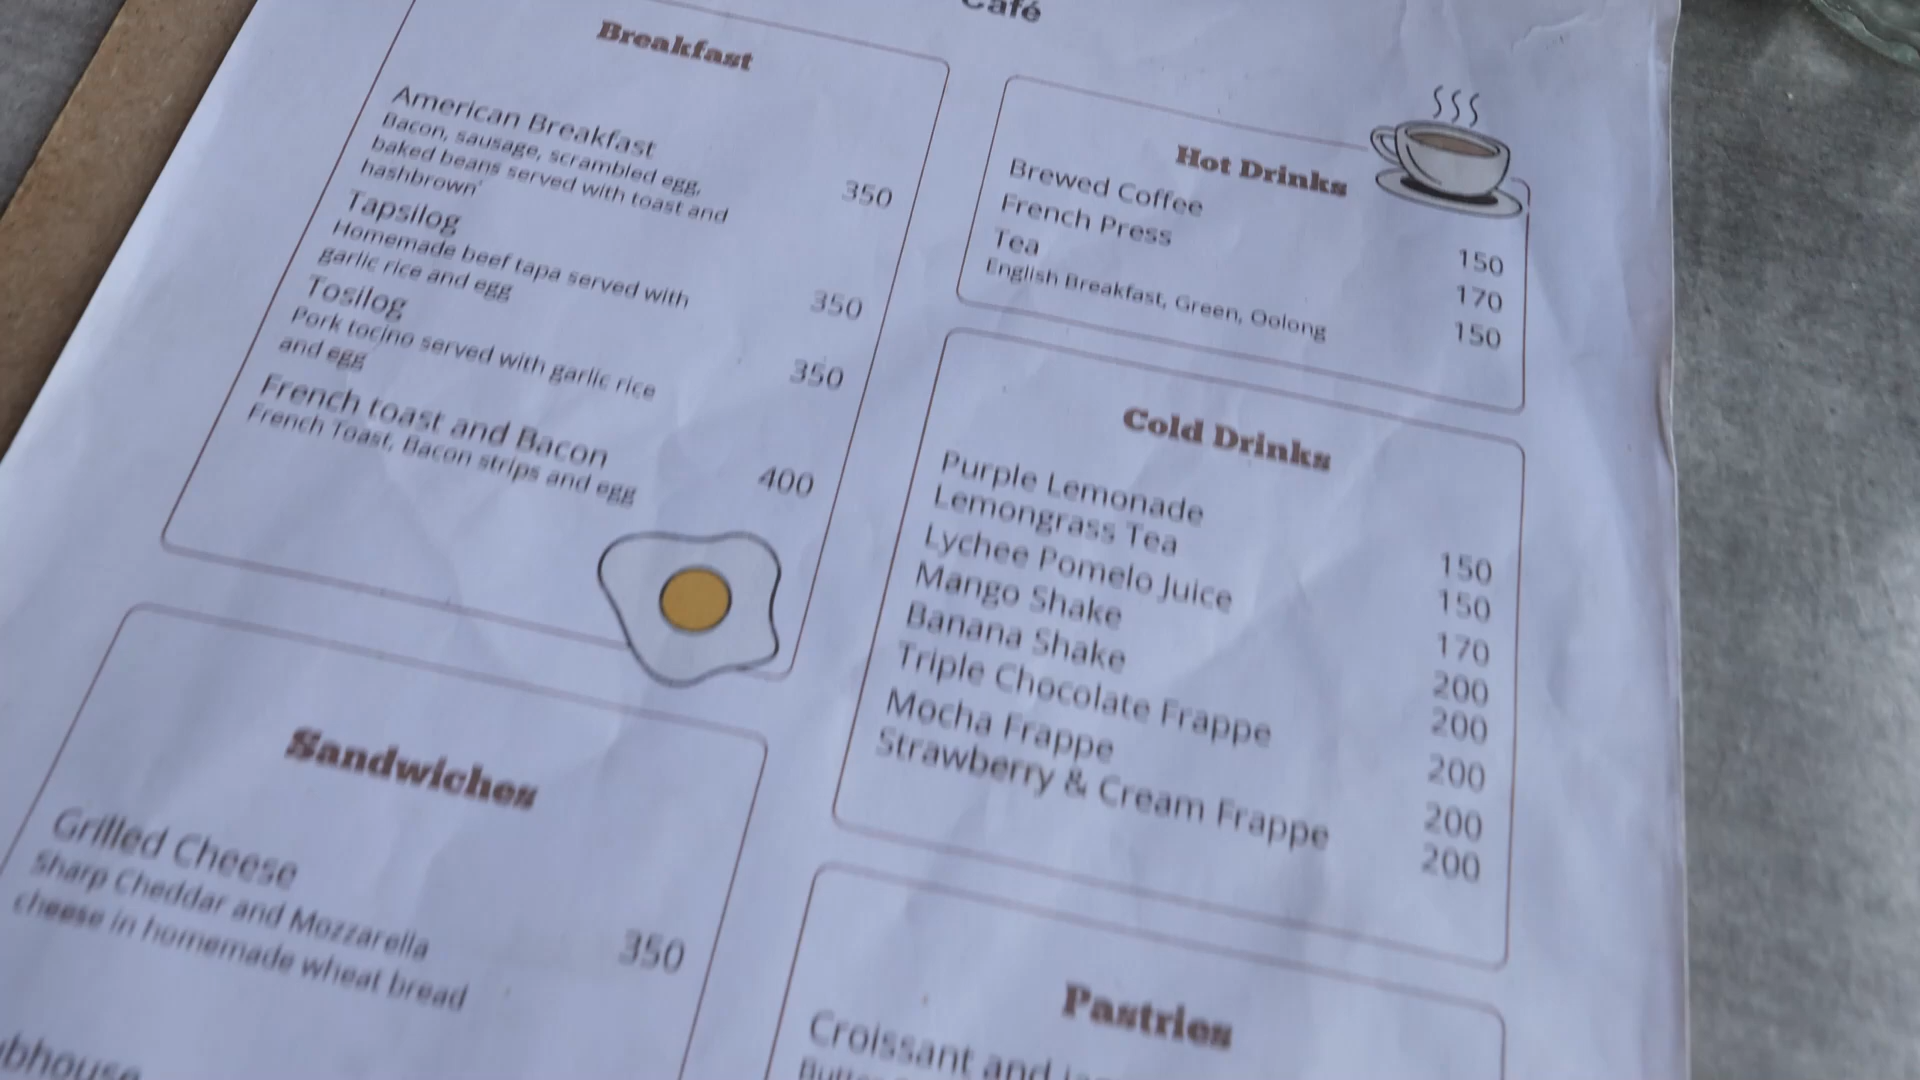 Café
Breakfast
American Breakfast
Bacon, sausage, scrambled egg,
baked beans served with toast and
hashbrown
350
Tapsilog
Homemade beef tapa served with
garlic rice and egg
350
Tosilog
Pork tocino served with garlic rice
and egg
350
French toast and Bacon
French Toast, Bacon strips and egg
400
Sandwiches
Grilled Cheese
Sharp Cheddar and Mozzarella
cheese in homemade wheat bread
350
bhouse
Hot Drinks
Brewed Coffee 150
French Press 170
Tea 150
English Breakfast, Green, Oolong
Cold Drinks
Purple Lemonade 150
Lemongrass Tea 150
Lychee Pomelo Juice 170
Mango Shake 200
Banana Shake 200
Triple Chocolate Frappe 200
Mocha Frappe 200
Strawberry & Cream Frappe 200
Pastries
Croissant and